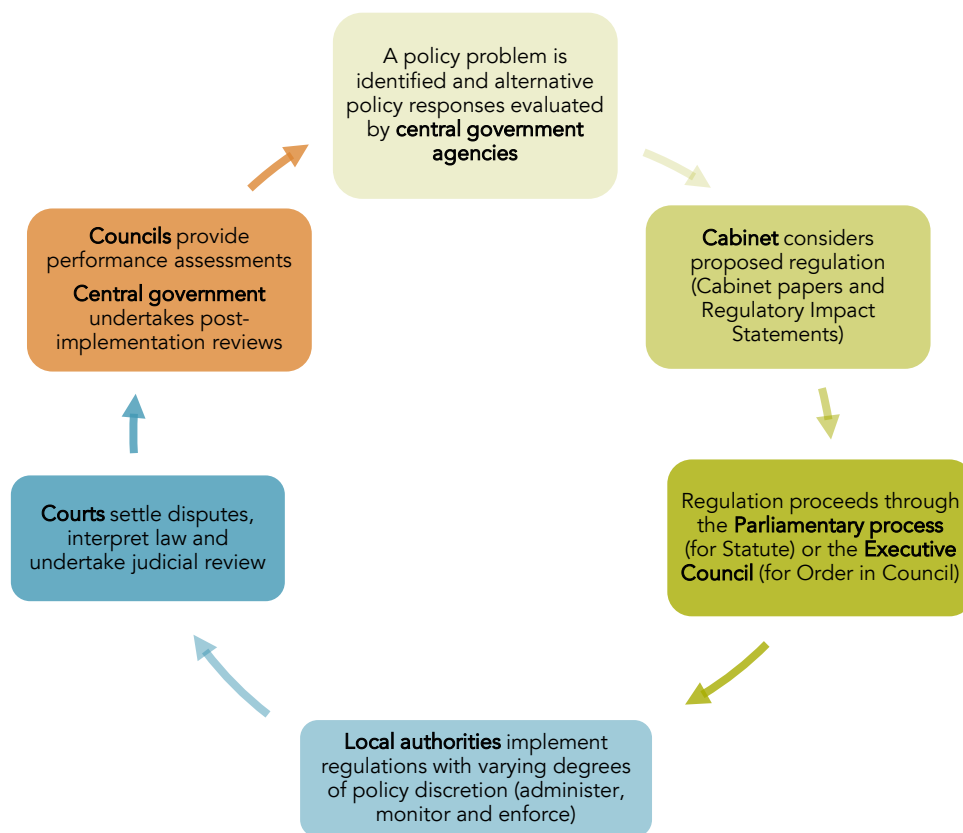 A policy problem is
identified and alternative
policy responses evaluated
by central government
agencies
Cabinet considers
proposed regulation
(Cabinet papers and
Regulatory Impact
Statements)
Regulation proceeds through
the Parliamentary process
(for Statute) or the Executive
Council (for Order in Council)
Local authorities implement
regulations with varying degrees
of policy discretion (administer,
monitor and enforce)
Courts settle disputes,
interpret law and
undertake judicial review
Councils provide
performance assessments
Central government
undertakes post-
implementation reviews